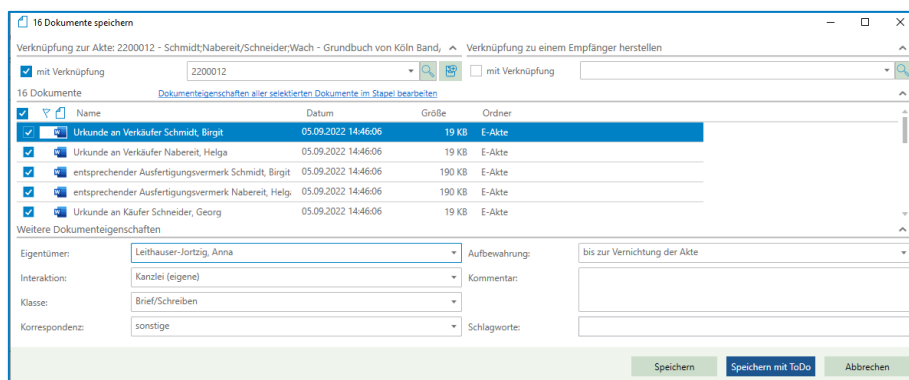 16 Dokumente speichern
Verknüpfung zur Akte: 2200012 - Schmidt;Nabereit/Schneider;Wach - Grundbuch von Köln Band, Verknüpfung zu einem Empfänger herstellen
mit Verknüpfung 2200012 mit Verknüpfung
16 Dokumente Dokumenteigenschaften aller selektierten Dokumente im Stapel bearbeiten
Name Datum Größe Ordner
Urkunde an Verkäufer Schmidt, Birgit 05.09.2022 14:46:06 19 KB E-Akte
Urkunde an Verkäufer Nabereit, Helga 05.09.2022 14:46:06 19 KB E-Akte
entsprechender Ausfertigungsvermerk Schmidt, Birgit 05.09.2022 14:46:06 190 KB E-Akte
entsprechender Ausfertigungsvermerk Nabereit, Helga 05.09.2022 14:46:06 190 KB E-Akte
Urkunde an Käufer Schneider, Georg 05.09.2022 14:46:06 19 KB E-Akte
Weitere Dokumenteigenschaften
Eigentümer: Leithauser-Jortzig, Anna Aufbewahrung: bis zur Vernichtung der Akte
Interaktion: Kanzlei (eigene) Kommentar:
Klasse: Brief/Schreiben
Korrespondenz: sonstige Schlagworte:
Speichern Speichern mit ToDo Abbrechen